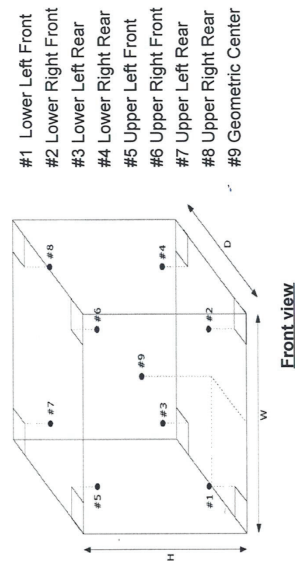 #1 Lower Left Front
#2 Lower Right Front
#3 Lower Left Rear
#4 Lower Right Rear
#5 Upper Left Front
#6 Upper Right Front
#7 Upper Left Rear
#8 Upper Right Rear
#9 Geometric Center
#7
#8
#5
#6
#9
#3
#4
#1
#2
H
W
D
Front view